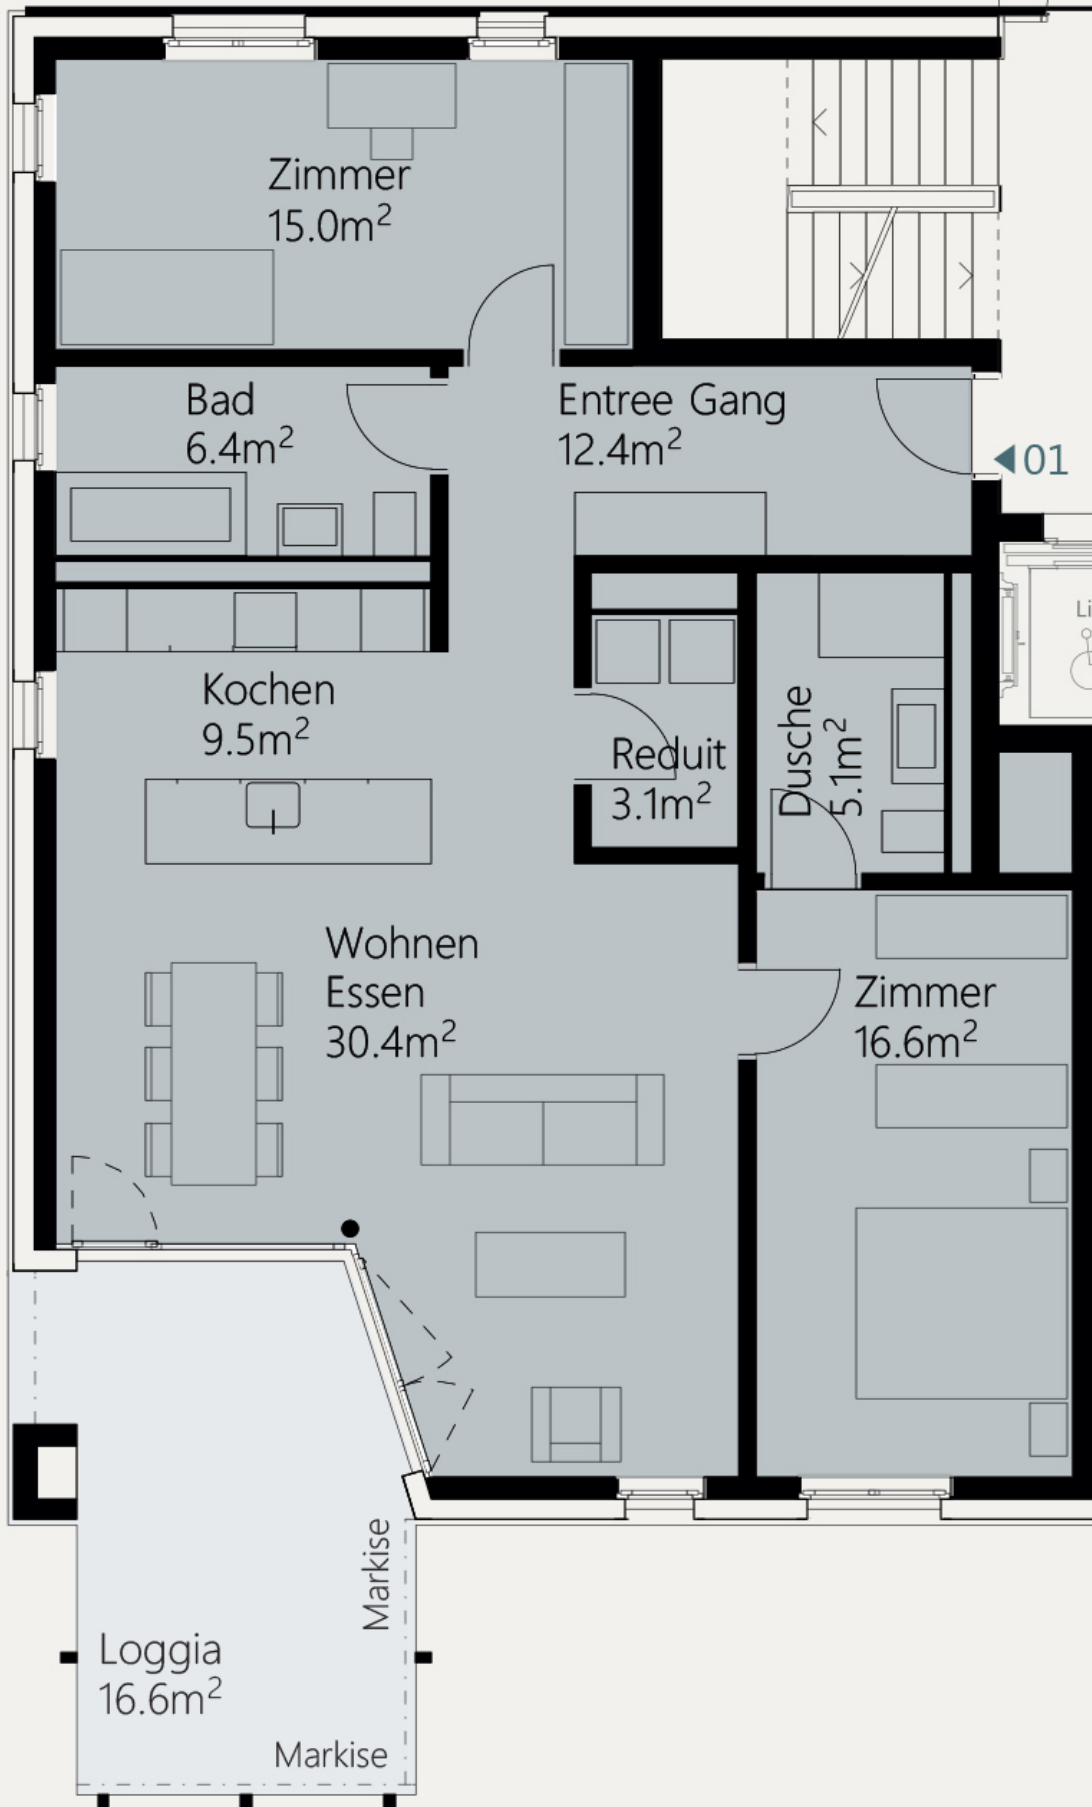 Zimmer
15.0m²
Bad
6.4m²
Entree Gang
12.4m²
01
Li
Kochen
9.5m²
Reduit
3.1m²
Dusche
5.1m²
Wohnen
Essen
30.4m²
Zimmer
16.6m²
Markise
Loggia
16.6m²
Markise